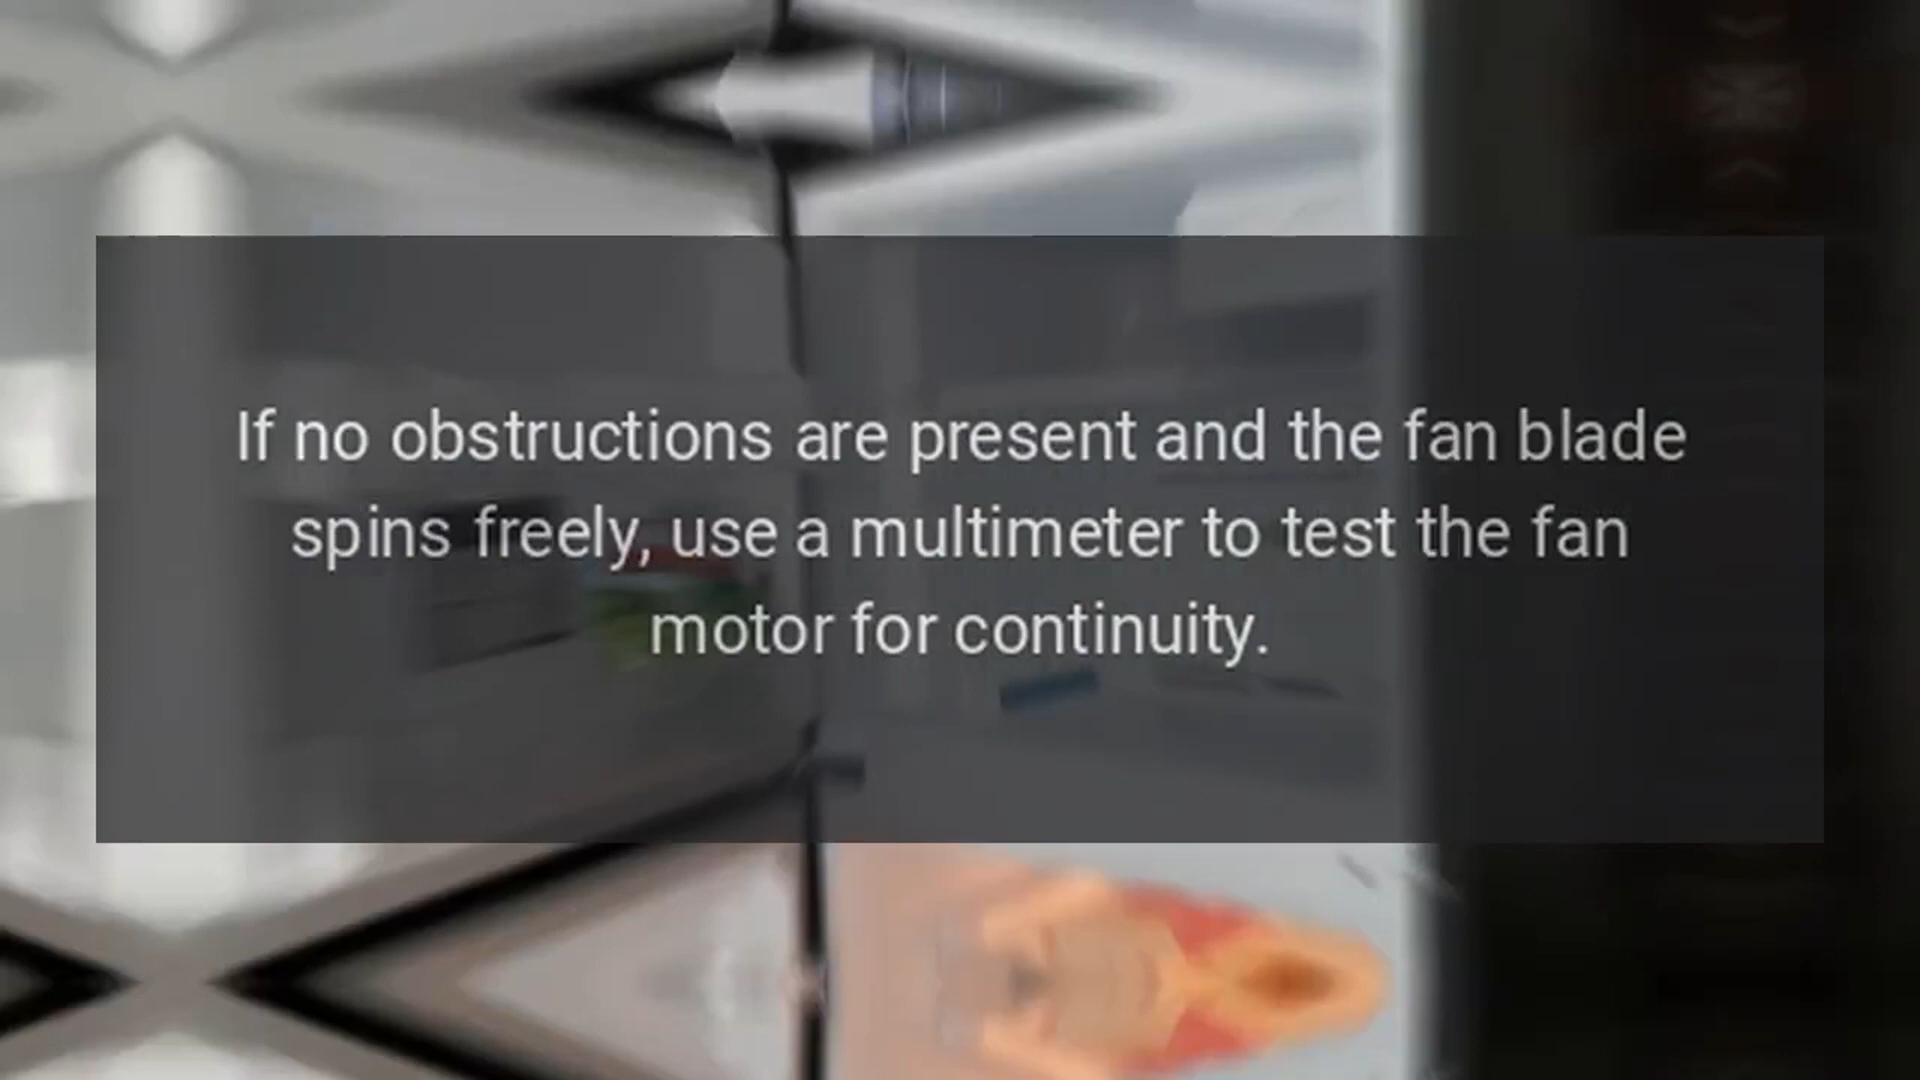 If no obstructions are present and the fan blade
spins freely, use a multimeter to test the fan
motor for continuity.